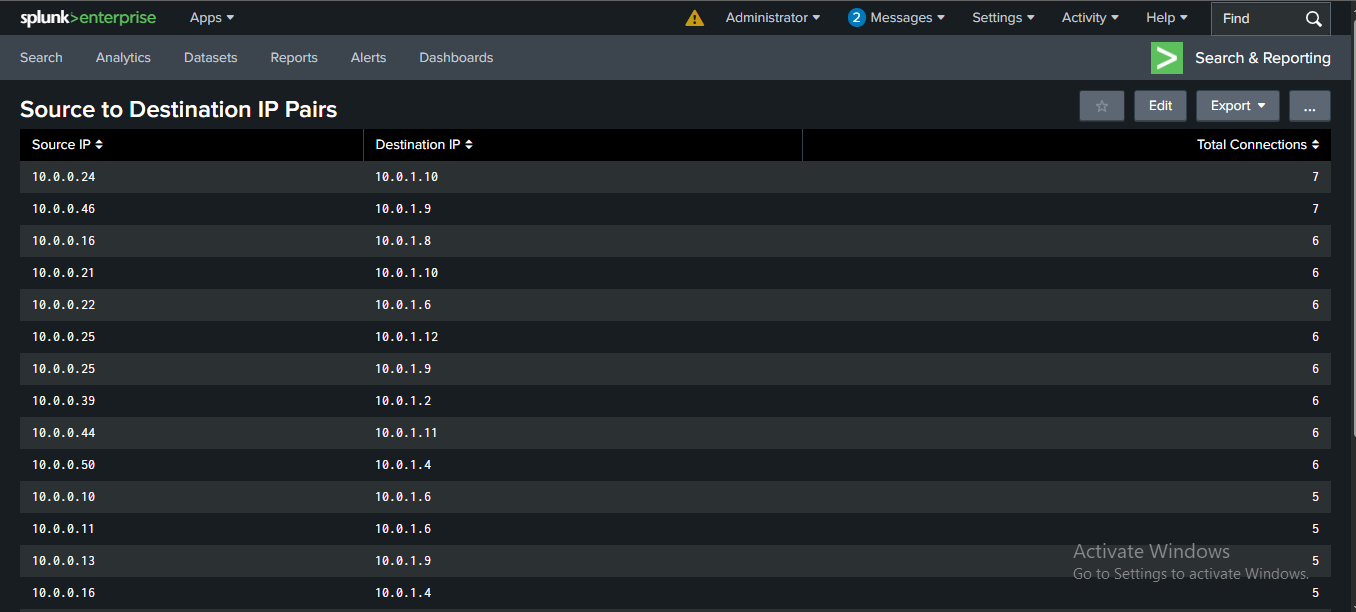 splunk>enterprise Apps Administrator 2 Messages Settings Activity Help Find
Search Analytics Datasets Reports Alerts Dashboards Search & Reporting
Source to Destination IP Pairs Edit Export ...
Source IP Destination IP Total Connections
10.0.0.24 10.0.1.10 7
10.0.0.46 10.0.1.9 7
10.0.0.16 10.0.1.8 6
10.0.0.21 10.0.1.10 6
10.0.0.22 10.0.1.6 6
10.0.0.25 10.0.1.12 6
10.0.0.25 10.0.1.9 6
10.0.0.39 10.0.1.2 6
10.0.0.44 10.0.1.11 6
10.0.0.50 10.0.1.4 6
10.0.0.10 10.0.1.6 5
10.0.0.11 10.0.1.6 5
Activate Windows
10.0.0.13 10.0.1.9 5
Go to Settings to activate Windows.
10.0.0.16 10.0.1.4 5